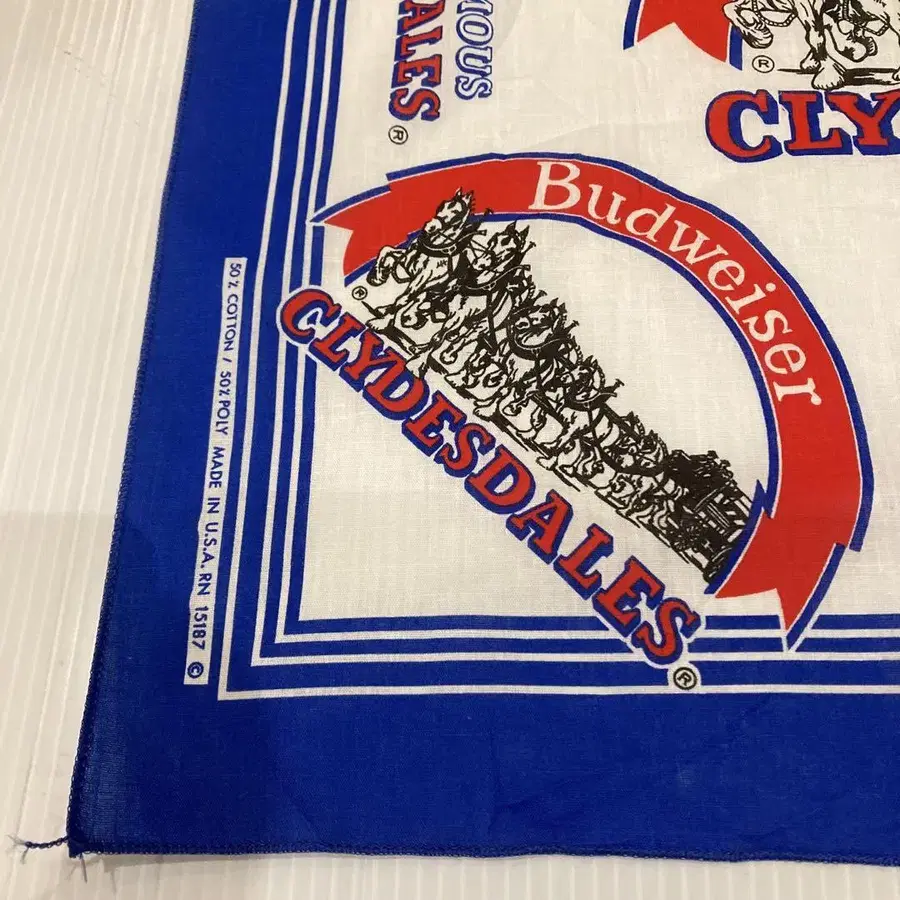 MOUS
ALES®
®
CLY
Budweiser
®
CLYDESDALES®
50% COTTON / 50% POLY MADE IN U.S.A. RN 15187 ©